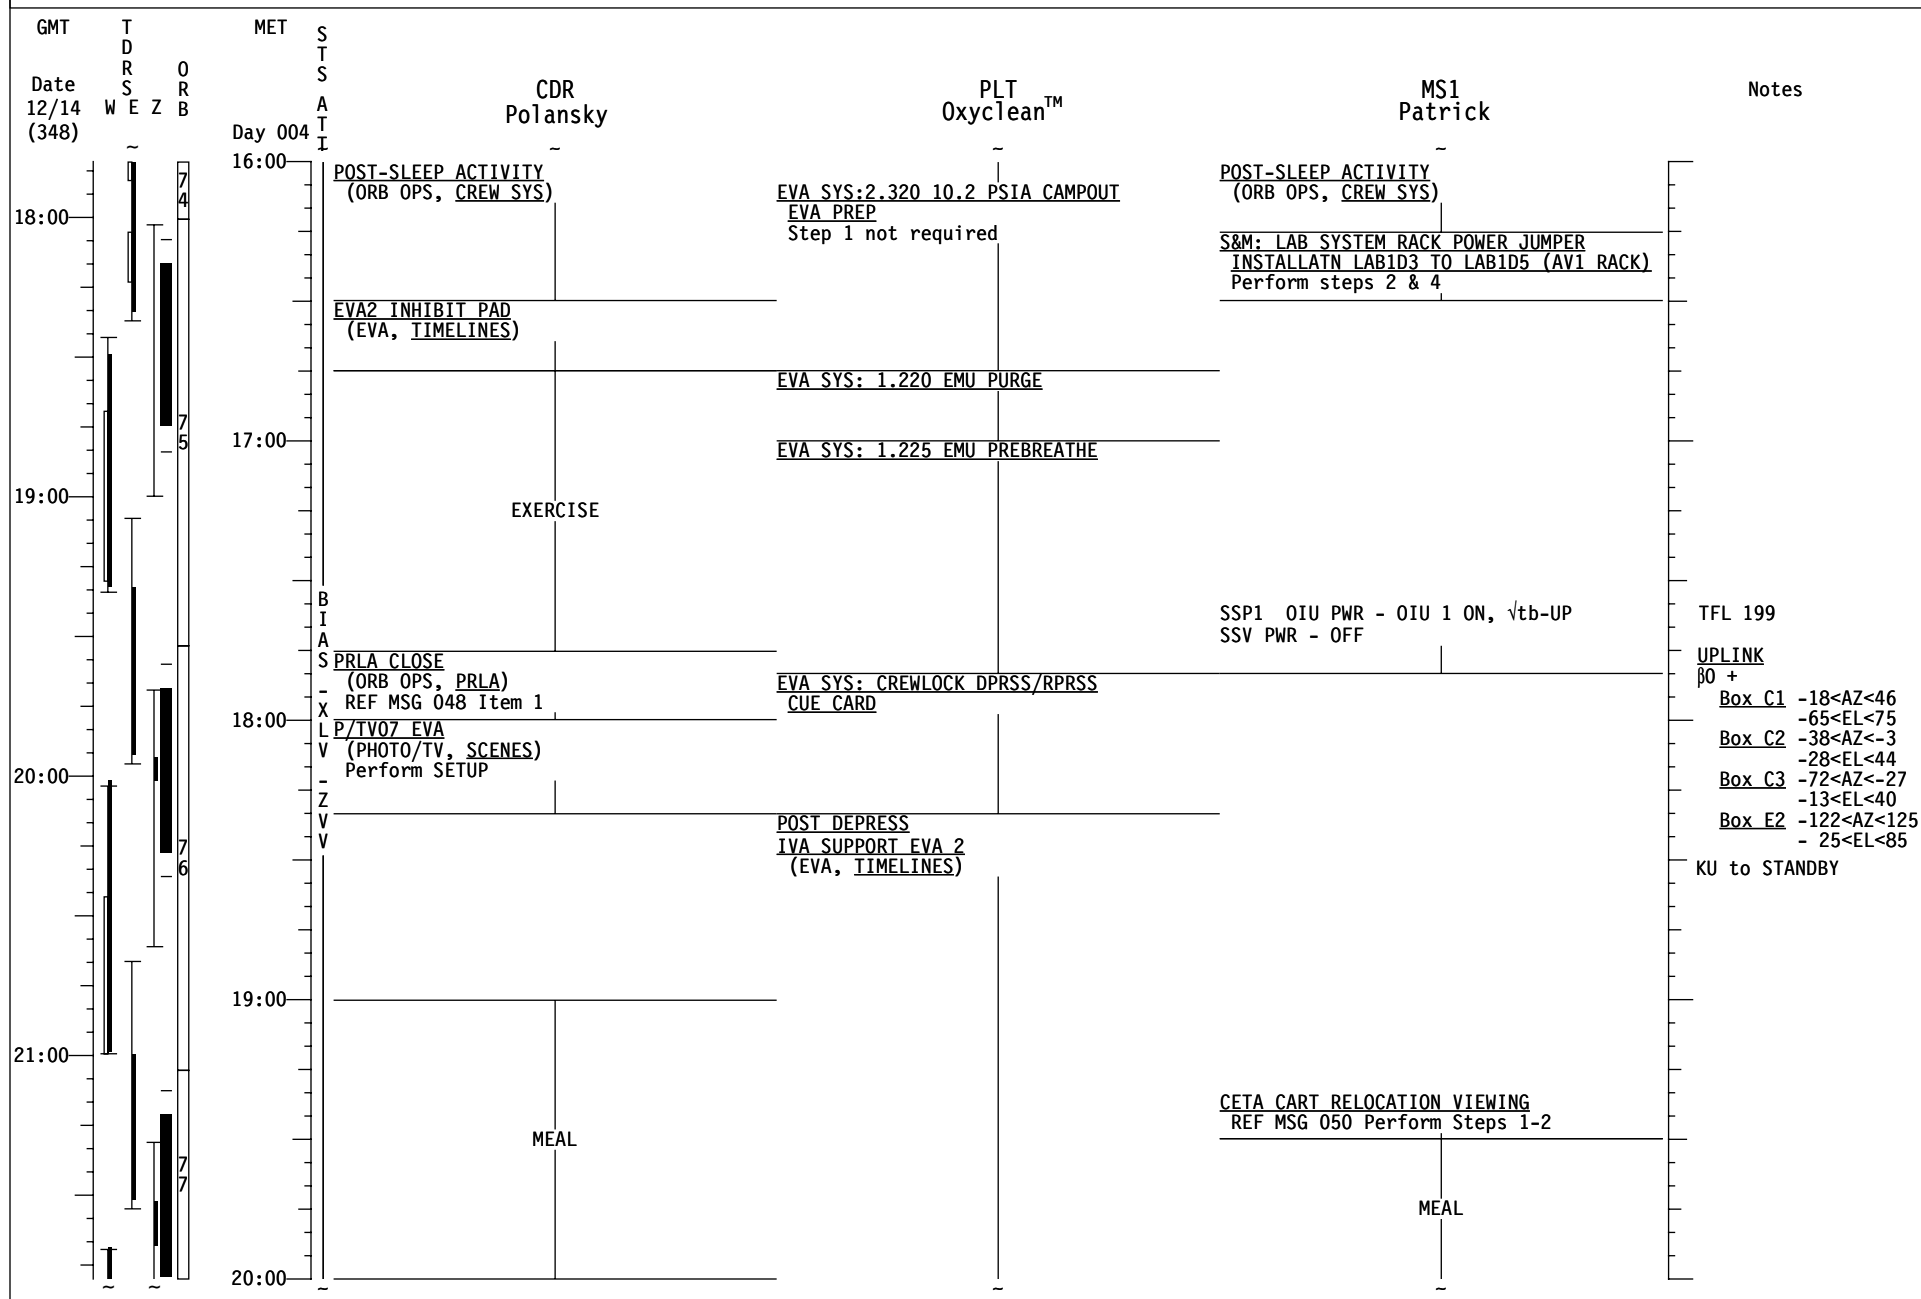 GMT
TDRS
MET
STS ATT
ORB
Date
12/14
(348)
W E Z
Day 004
CDR
Polansky
PLT
Oxyclean™
MS1
Patrick
Notes
~
~
~
~
~
16:00
17:00
18:00
19:00
20:00
18:00
19:00
20:00
21:00
74
75
76
77
BIAS -XLV -ZVV
POST-SLEEP ACTIVITY
(ORB OPS, CREW SYS)
EVA2 INHIBIT PAD
(EVA, TIMELINES)
EXERCISE
PRLA CLOSE
(ORB OPS, PRLA)
REF MSG 048 Item 1
P/TV07 EVA
(PHOTO/TV, SCENES)
Perform SETUP
MEAL
EVA SYS:2.320 10.2 PSIA CAMPOUT
EVA PREP
Step 1 not required
EVA SYS: 1.220 EMU PURGE
EVA SYS: 1.225 EMU PREBREATHE
EVA SYS: CREWLOCK DPRSS/RPRSS
CUE CARD
POST DEPRESS
IVA SUPPORT EVA 2
(EVA, TIMELINES)
POST-SLEEP ACTIVITY
(ORB OPS, CREW SYS)
S&M: LAB SYSTEM RACK POWER JUMPER
INSTALLATN LAB1D3 TO LAB1D5 (AV1 RACK)
Perform steps 2 & 4
SSP1 OIU PWR - OIU 1 ON, √tb-UP
SSV PWR - OFF
CETA CART RELOCATION VIEWING
REF MSG 050 Perform Steps 1-2
MEAL
TFL 199
UPLINK
β0 +
Box C1 -18<AZ<46
-65<EL<75
Box C2 -38<AZ<-3
-28<EL<44
Box C3 -72<AZ<-27
-13<EL<40
Box E2 -122<AZ<125
- 25<EL<85
KU to STANDBY
~
~
~
~
~